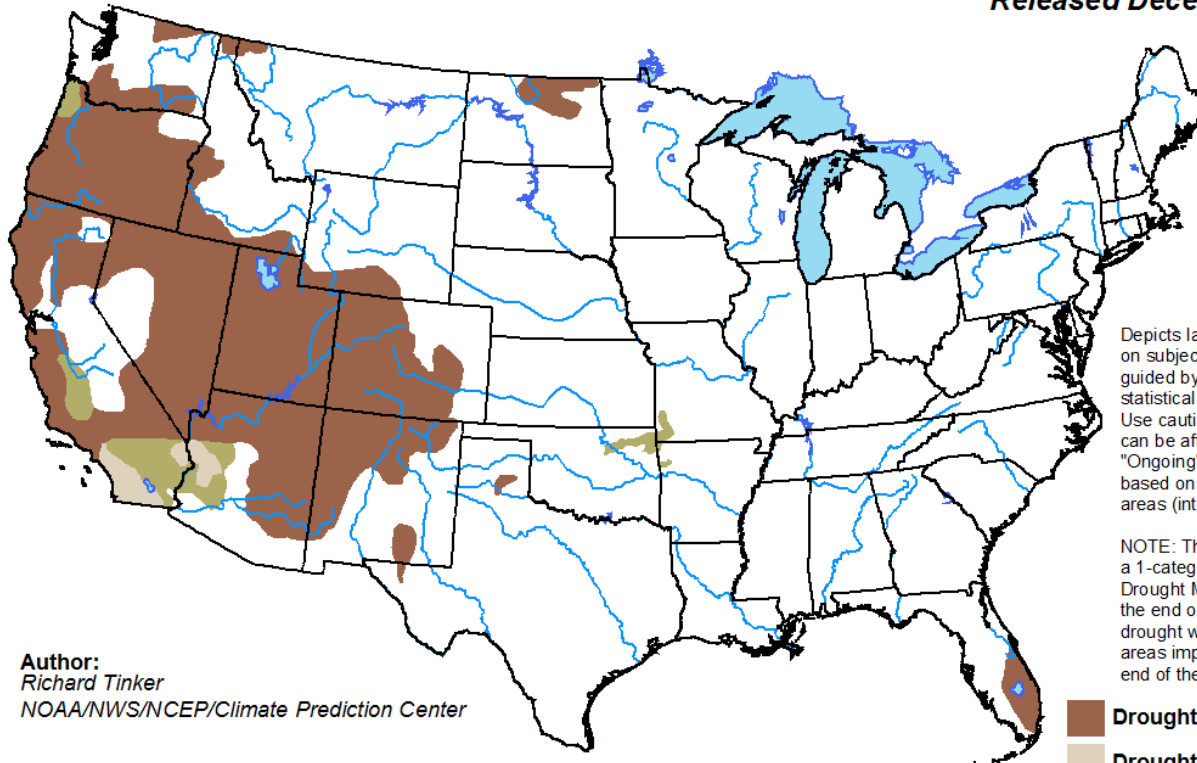 Released Dece
Depicts la
on subjec
guided by
statistical
Use cauti
can be aff
"Ongoing"
based on
areas (int
NOTE: Th
a 1-categ
Drought M
the end o
drought w
areas imp
end of the
Author:
Richard Tinker
NOAA/NWS/NCEP/Climate Prediction Center
Drought
Drought